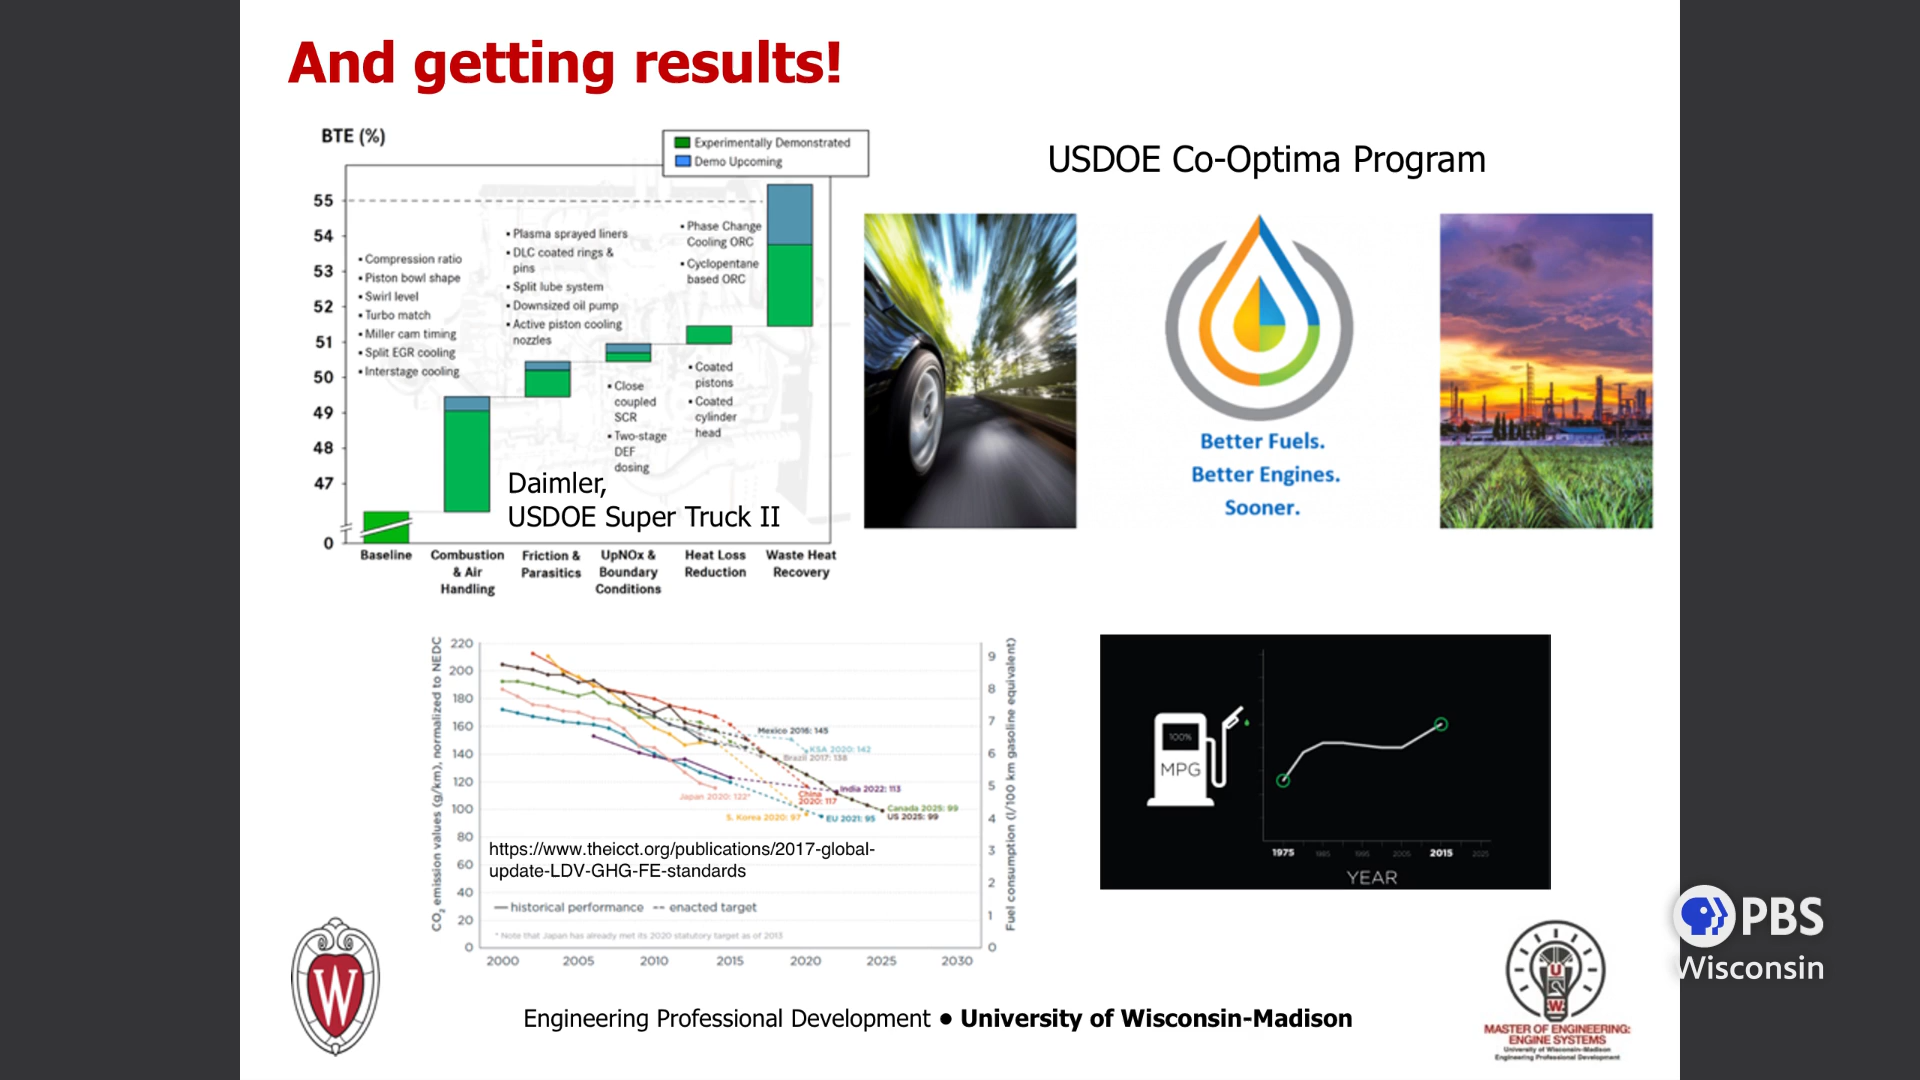 And getting results!
BTE (%)
Experimentally Demonstrated
Demo Upcoming
55
54
53
52
51
50
49
48
47
0
▪ Compression ratio
▪ Piston bowl shape
▪ Swirl level
▪ Turbo match
▪ Miller cam timing
▪ Split EGR cooling
▪ Interstage cooling
▪ Plasma sprayed liners
▪ DLC coated rings &
pins
▪ Split lube system
▪ Downsized oil pump
▪ Active piston cooling
nozzles
▪ Close
coupled
SCR
▪ Two-stage
DEF
dosing
▪ Phase Change
Cooling ORC
▪ Cyclopentane
based ORC
▪ Coated
pistons
▪ Coated
cylinder
head
Daimler,
USDOE Super Truck II
Baseline
Combustion
& Air
Handling
Friction &
Parasitics
UpNOx &
Boundary
Conditions
Heat Loss
Reduction
Waste Heat
Recovery
USDOE Co-Optima Program
Better Fuels.
Better Engines.
Sooner.
CO₂ emission values (g/km), normalized to NEDC
220
200
180
160
140
120
100
80
60
40
20
0
Mexico 2016: 145
KSA 2020: 142
Brazil 2017: 138
India 2022: 113
Japan 2020: 122*
China
2020: 117
Canada 2025: 99
US 2025: 99
S. Korea 2020: 97
EU 2021: 95
https://www.theicct.org/publications/2017-global-
update-LDV-GHG-FE-standards
historical performance
enacted target
* Note that Japan has already met its 2020 statutory target as of 2013
2000
2005
2010
2015
2020
2025
2030
9
8
7
6
5
4
3
2
1
0
Fuel consumption (l/100 km gasoline equivalent)
100%
MPG
1975
1985
1995
2005
2015
2025
YEAR
W
Engineering Professional Development ● University of Wisconsin-Madison
U
W
MASTER OF ENGINEERING:
ENGINE SYSTEMS
University of Wisconsin-Madison
Engineering Professional Development
PBS
Wisconsin